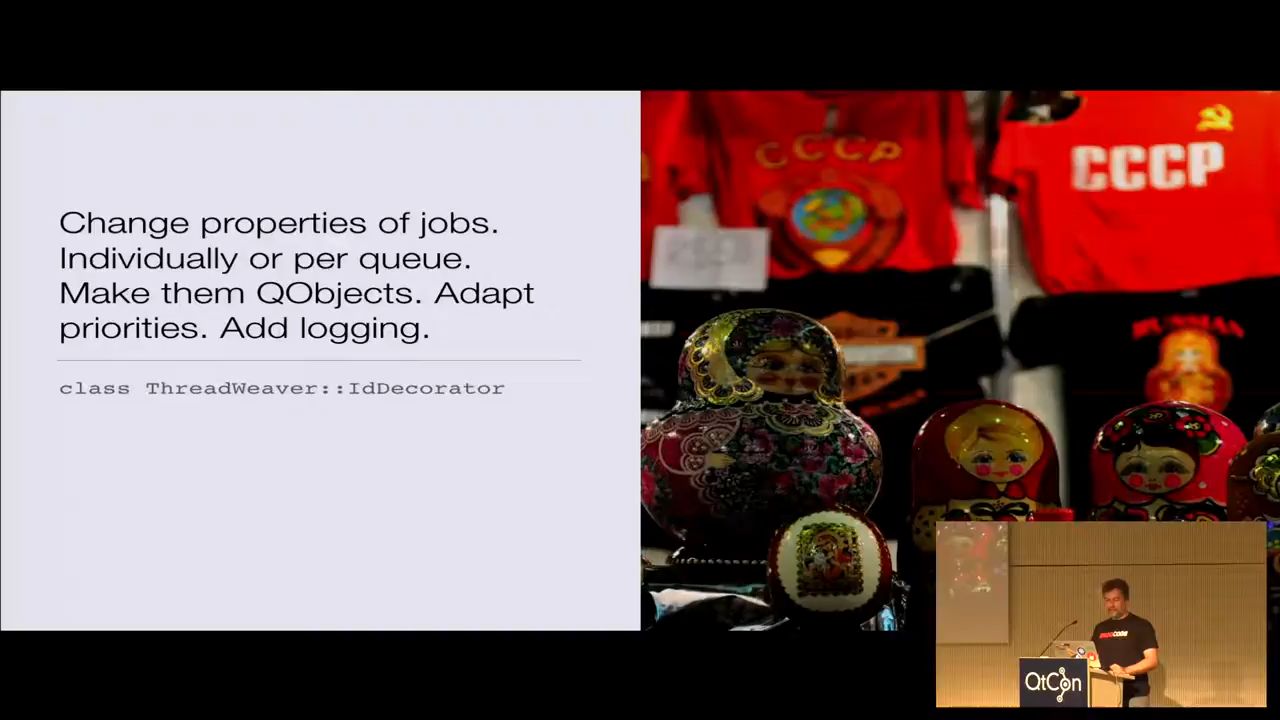 Change properties of jobs.
Individually or per queue.
Make them QObjects. Adapt
priorities. Add logging.
class ThreadWeaver::IdDecorator
CCCP
CCCP
RUSSIAN
QtCon